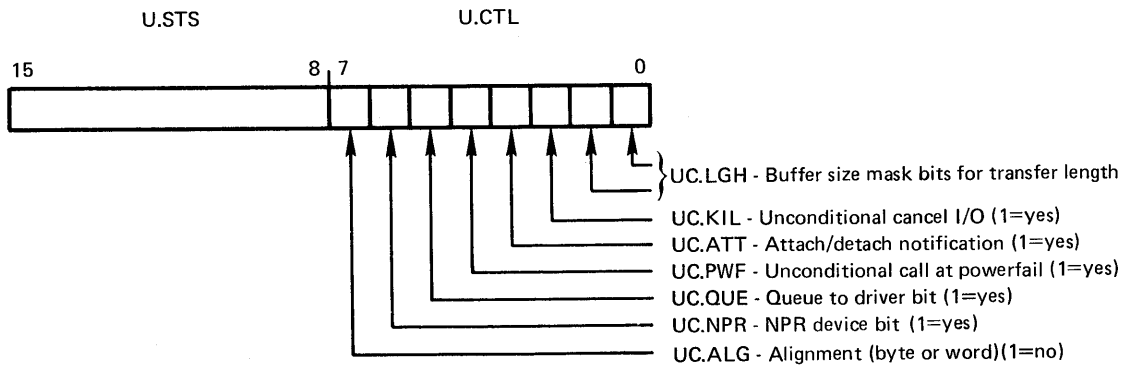 U.STS U.CTL
15 8 7 0
UC.LGH - Buffer size mask bits for transfer length
UC.KIL - Unconditional cancel I/O (1=yes)
UC.ATT - Attach/detach notification (1=yes)
UC.PWF - Unconditional call at powerfail (1=yes)
UC.QUE - Queue to driver bit (1=yes)
UC.NPR - NPR device bit (1=yes)
UC.ALG - Alignment (byte or word)(1=no)